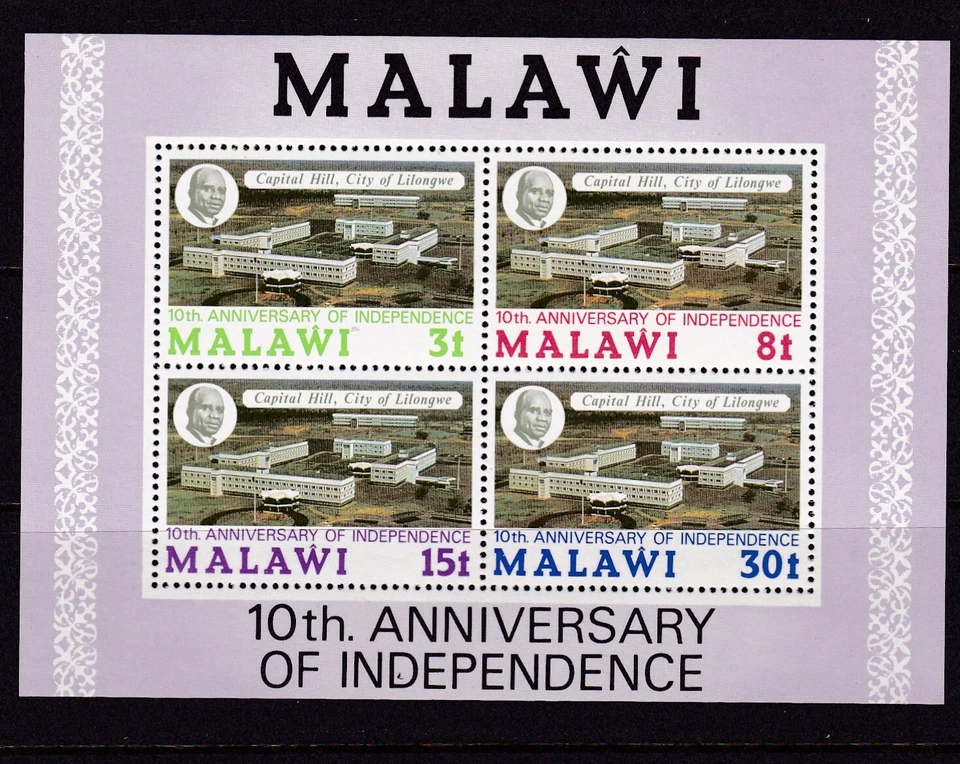 MALAŴI
Capital Hill, City of Lilongwe
10th. ANNIVERSARY OF INDEPENDENCE
MALAŴI 3t
Capital Hill, City of Lilongwe
10th. ANNIVERSARY OF INDEPENDENCE
MALAŴI 8t
Capital Hill, City of Lilongwe
10th. ANNIVERSARY OF INDEPENDENCE
MALAŴI 15t
Capital Hill, City of Lilongwe
10th. ANNIVERSARY OF INDEPENDENCE
MALAŴI 30t
10th. ANNIVERSARY
OF INDEPENDENCE